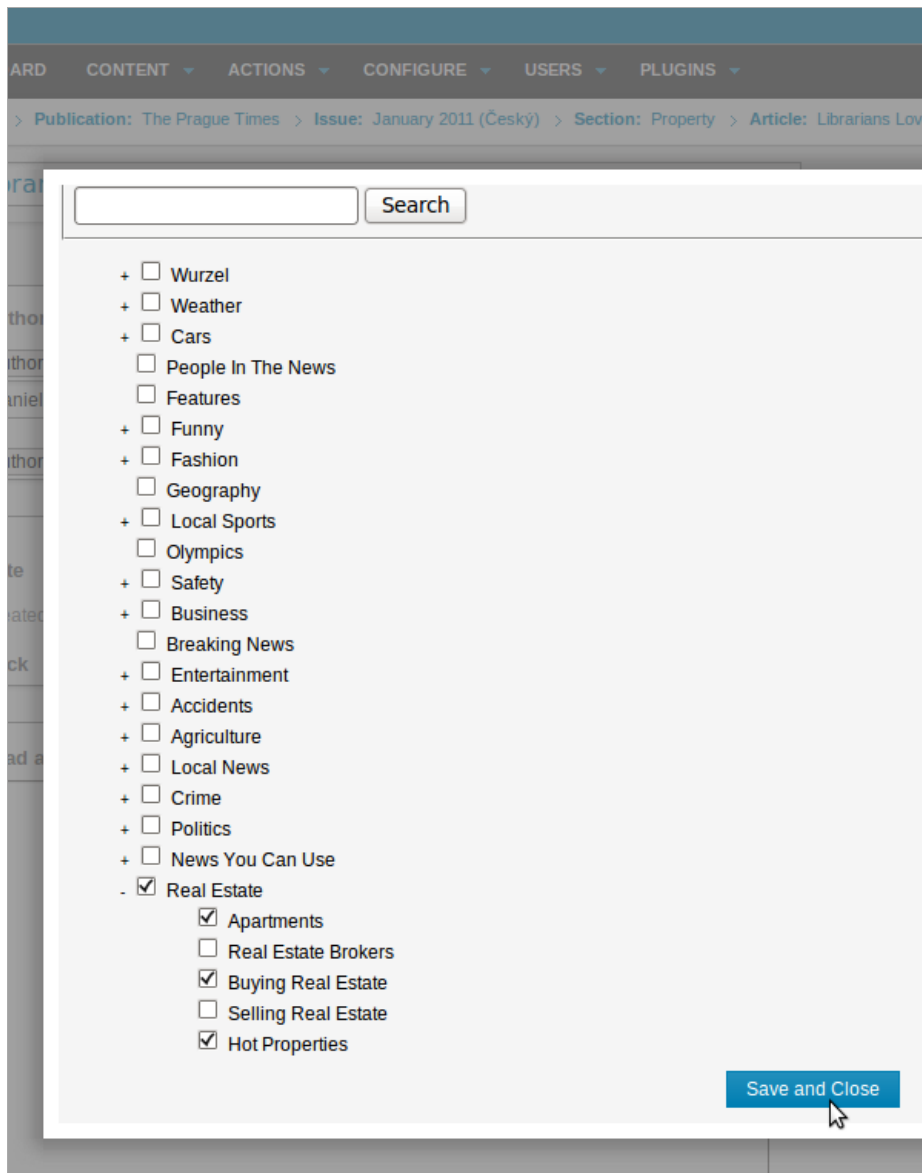 ARD CONTENT ACTIONS CONFIGURE USERS PLUGINS
> Publication: The Prague Times > Issue: January 2011 (Český) > Section: Property > Article: Librarians Lov
Search
+ Wurzel
+ Weather
+ Cars
People In The News
Features
+ Funny
+ Fashion
Geography
+ Local Sports
Olympics
+ Safety
+ Business
Breaking News
+ Entertainment
+ Accidents
+ Agriculture
+ Local News
+ Crime
+ Politics
+ News You Can Use
- Real Estate
Apartments
Real Estate Brokers
Buying Real Estate
Selling Real Estate
Hot Properties
Save and Close